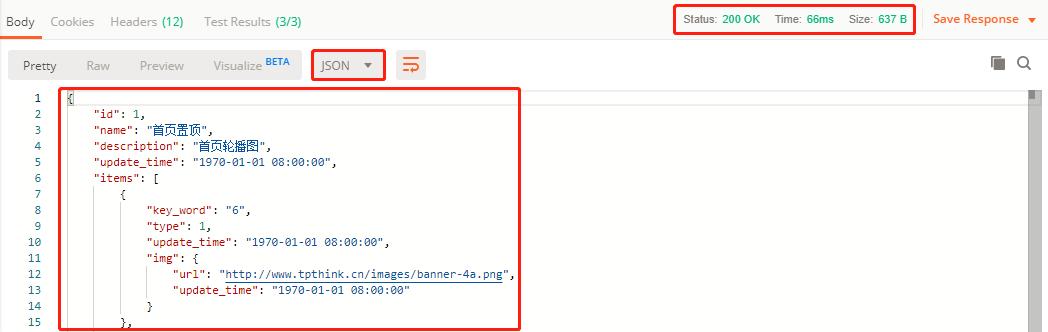 Body Cookies Headers (12) Test Results (3/3) Status: 200 OK Time: 66ms Size: 637 B Save Response
Pretty Raw Preview Visualize BETA JSON
1 {
2 "id": 1,
3 "name": "首页置顶",
4 "description": "首页轮播图",
5 "update_time": "1970-01-01 08:00:00",
6 "items": [
7 {
8 "key_word": "6",
9 "type": 1,
10 "update_time": "1970-01-01 08:00:00",
11 "img": {
12 "url": "http://www.tpthink.cn/images/banner-4a.png",
13 "update_time": "1970-01-01 08:00:00"
14 }
15 },